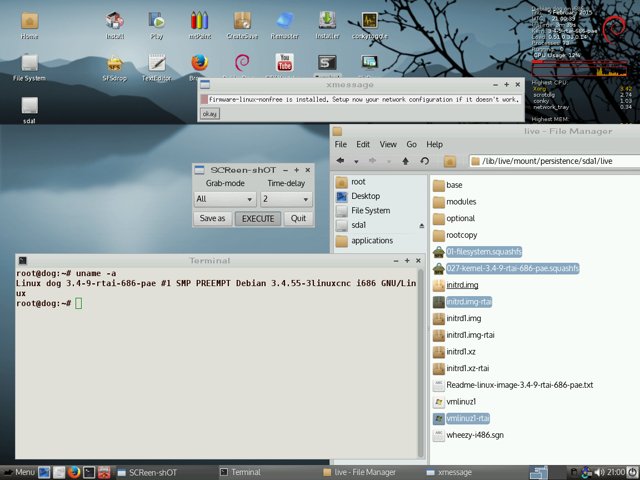 Home
Install
Play
mtPaint
CreateSave
Remaster
Installer
conkytoggle
File System
SFSdrop
TextEditor
sda1
xmessage
firmware-linux-nonfree is installed. Setup now your network configuration if it doesn't work.
okay
SCReen-shOT
Grab-mode
Time-delay
All
2
Save as
EXECUTE
Quit
live - File Manager
File
Edit
View
Go
Help
/lib/live/mount/persistence/sda1/live
root
Desktop
File System
sda1
applications
base
modules
optional
rootcopy
01-filesystem.squashfs
027-kernel-3.4-9-rtai-686-pae.squashfs
initrd.img
initrd.img-rtai
initrd1.img
initrd1.img-rtai
initrd1.xz
initrd1.xz-rtai
Readme-linux-image-3.4-9-rtai-686-pae.txt
vmlinuz1
vmlinuz1-rtai
wheezy-i486.sgn
Terminal
root@dog:~# uname -a
Linux dog 3.4-9-rtai-686-pae #1 SMP PREEMPT Debian 3.4.55-3linuxcnc i686 GNU/Lin
ux
root@dog:~#
CPU Usage: 12%
Highest CPU:
Xorg 3.42
scrotdlg 2.74
conky 1.03
network_tray 0.34
Highest MEM:
Menu
SCReen-shOT
Terminal
live - File Manager
xmessage
21:00